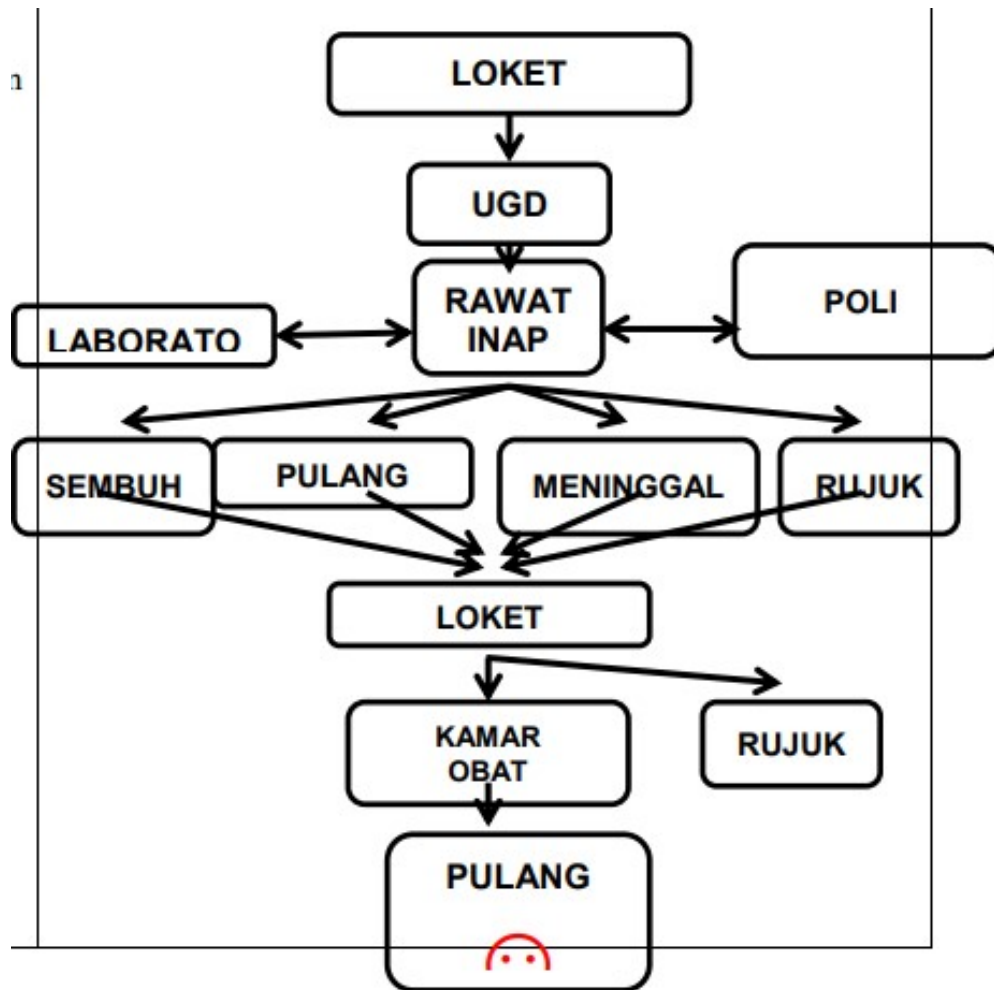 LOKET
UGD
RAWAT
INAP
POLI
LABORATO
SEMBUH
PULANG
MENINGGAL
RUJUK
LOKET
KAMAR
OBAT
RUJUK
PULANG